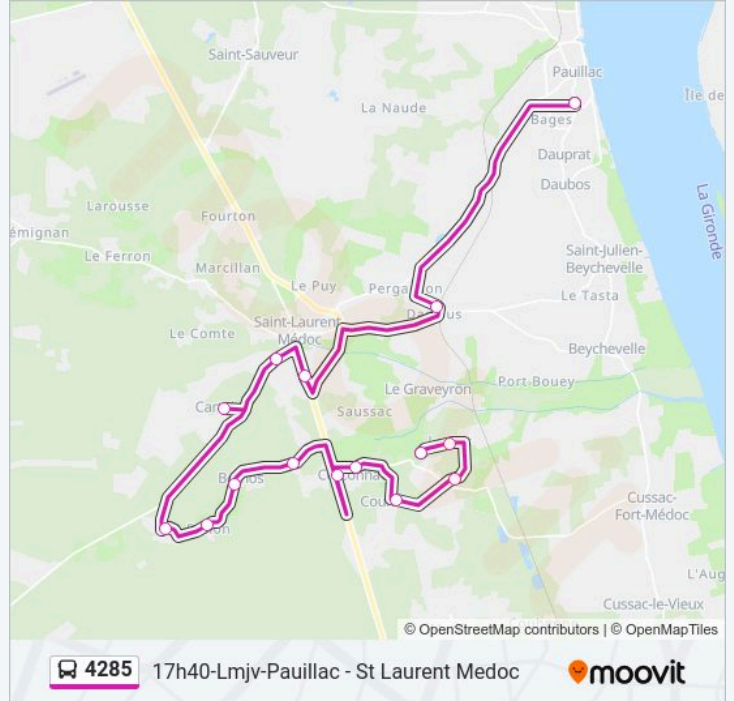 Saint-Sauveur
Pauillac
La Naude
Île de
Bages
Dauprat
Daubos
Larousse
Fourton
La Gironde
émignan
Le Ferron
Marcillan
Saint-Julien-
Beychevelle
Le Puy
Le Tasta
Saint-Laurent
Médoc
Le Comte
Beychevelle
Port-Bouey
Le Graveyron
Saussac
Cussac-
Fort-Médoc
L'Aug
Cussac-le-Vieux
© OpenStreetMap contributors | © OpenMapTiles
4285 17h40-Lmjv-Pauillac - St Laurent Medoc moovit